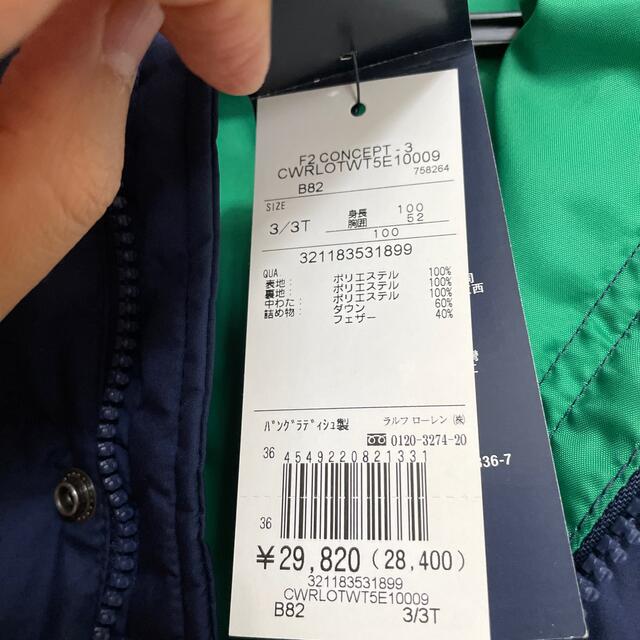 F2 CONCEPT - 3
CWRLOTWT5E10009
B82 758264
SIZE
3/3T 身長 100
胸囲 52
100
321183531899
QUA.
表地: ポリエステル 100%
裏地: ポリエステル 100%
中わた: ポリエステル 100%
詰め物: ダウン 60%
フェザー 40%
ﾊﾞﾝｸﾞﾗﾃﾞｨｼｭ製 ラルフ ローレン ㈱
0120-3274-20
36 4549220821331
36
¥29,820 (28,400)
321183531899
CWRLOTWT5E10009
B82 3/3T
336-7